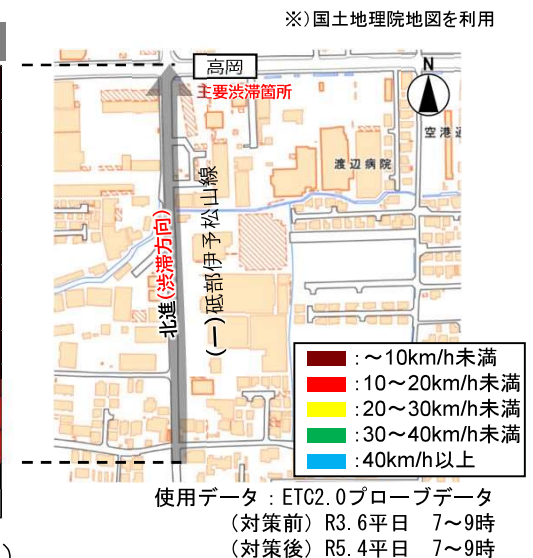 ※)国土地理院地図を利用
高岡
主要渋滞箇所
N
空港通
渡辺病院
北進(渋滞方向)
(一)砥部伊予松山線
:～10km/h未満
:10～20km/h未満
:20～30km/h未満
:30～40km/h未満
:40km/h以上
使用データ:ETC2.0プローブデータ
(対策前) R3.6平日 7～9時
(対策後) R5.4平日 7～9時
)